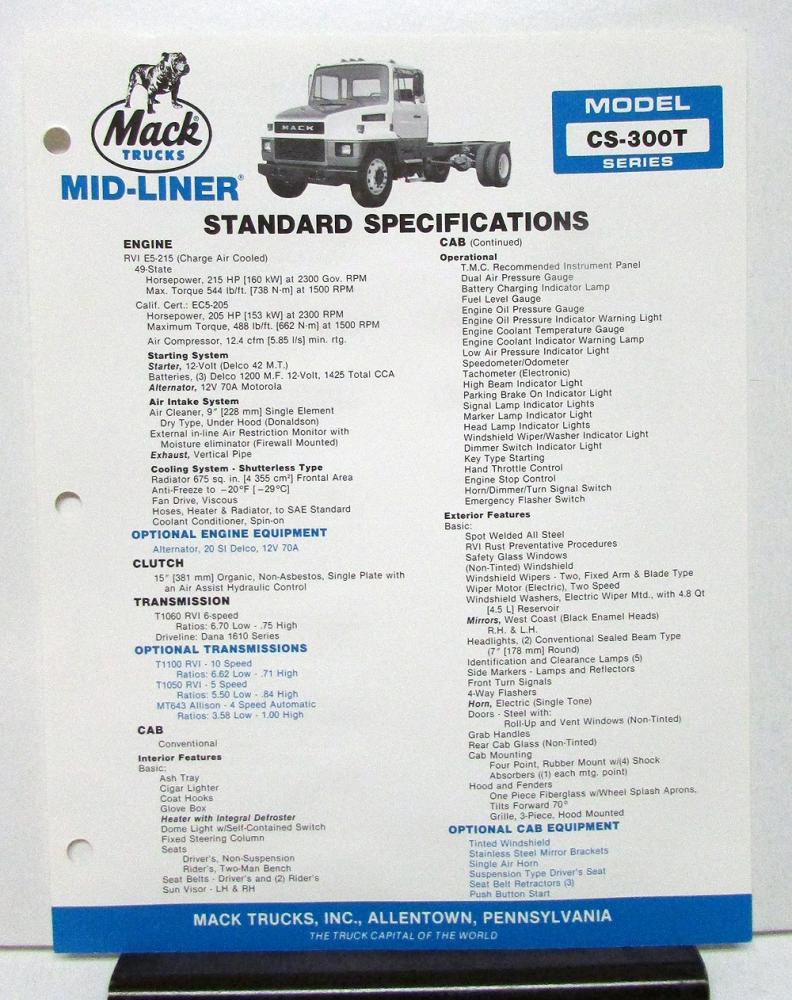 Mack®
TRUCKS
MID-LINER®
MACK
MODEL
CS-300T
SERIES
STANDARD SPECIFICATIONS
ENGINE
RVI E5-215 (Charge Air Cooled)
49-State
Horsepower, 215 HP [160 kW] at 2300 Gov. RPM
Max. Torque 544 lb/ft. [738 N·m] at 1500 RPM
Calif. Cert.: EC5-205
Horsepower, 205 HP [153 kW] at 2300 RPM
Maximum Torque, 488 lb/ft. [662 N·m] at 1500 RPM
Air Compressor, 12.4 cfm [5.85 l/s] min. rtg.
Starting System
Starter, 12-Volt (Delco 42 M.T.)
Batteries, (3) Delco 1200 M.F. 12-Volt, 1425 Total CCA
Alternator, 12V 70A Motorola
Air Intake System
Air Cleaner, 9" [228 mm] Single Element
Dry Type, Under Hood (Donaldson)
External in-line Air Restriction Monitor with
Moisture eliminator (Firewall Mounted)
Exhaust, Vertical Pipe
Cooling System - Shutterless Type
Radiator 675 sq. in. [4 355 cm²] Frontal Area
Anti-Freeze to −20°F [−29°C]
Fan Drive, Viscous
Hoses, Heater & Radiator, to SAE Standard
Coolant Conditioner, Spin-on
OPTIONAL ENGINE EQUIPMENT
Alternator, 20 SI Delco, 12V 70A
CLUTCH
15" [381 mm] Organic, Non-Asbestos, Single Plate with
an Air Assist Hydraulic Control
TRANSMISSION
T1060 RVI 6-speed
Ratios: 6.70 Low - .75 High
Driveline: Dana 1610 Series
OPTIONAL TRANSMISSIONS
T1100 RVI - 10 Speed
Ratios: 6.62 Low - .71 High
T1050 RVI - 5 Speed
Ratios: 5.50 Low - .84 High
MT643 Allison - 4 Speed Automatic
Ratios: 3.58 Low - 1.00 High
CAB
Conventional
Interior Features
Basic:
Ash Tray
Cigar Lighter
Coat Hooks
Glove Box
Heater with Integral Defroster
Dome Light w/Self-Contained Switch
Fixed Steering Column
Seats
Driver's, Non-Suspension
Rider's, Two-Man Bench
Seat Belts - Driver's and (2) Rider's
Sun Visor - LH & RH
CAB (Continued)
Operational
T.M.C. Recommended Instrument Panel
Dual Air Pressure Gauge
Battery Charging Indicator Lamp
Fuel Level Gauge
Engine Oil Pressure Gauge
Engine Oil Pressure Indicator Warning Light
Engine Coolant Temperature Gauge
Engine Coolant Indicator Warning Lamp
Low Air Pressure Indicator Light
Speedometer/Odometer
Tachometer (Electronic)
High Beam Indicator Light
Parking Brake On Indicator Light
Signal Lamp Indicator Lights
Marker Lamp Indicator Light
Head Lamp Indicator Lights
Windshield Wiper/Washer Indicator Light
Dimmer Switch Indicator Light
Key Type Starting
Hand Throttle Control
Engine Stop Control
Horn/Dimmer/Turn Signal Switch
Emergency Flasher Switch
Exterior Features
Basic:
Spot Welded All Steel
RVI Rust Preventative Procedures
Safety Glass Windows
(Non-Tinted) Windshield
Windshield Wipers - Two, Fixed Arm & Blade Type
Wiper Motor (Electric), Two Speed
Windshield Washers, Electric Wiper Mtd., with 4.8 Qt
[4.5 L] Reservoir
Mirrors, West Coast (Black Enamel Heads)
R.H. & L.H.
Headlights, (2) Conventional Sealed Beam Type
(7" [178 mm] Round)
Identification and Clearance Lamps (5)
Side Markers - Lamps and Reflectors
Front Turn Signals
4-Way Flashers
Horn, Electric (Single Tone)
Doors - Steel with:
Roll-Up and Vent Windows (Non-Tinted)
Grab Handles
Rear Cab Glass (Non-Tinted)
Cab Mounting
Four Point, Rubber Mount w/(4) Shock
Absorbers ((1) each mtg. point)
Hood and Fenders
One Piece Fiberglass w/Wheel Splash Aprons,
Tilts Forward 70°
Grille, 3-Piece, Hood Mounted
OPTIONAL CAB EQUIPMENT
Tinted Windshield
Stainless Steel Mirror Brackets
Single Air Horn
Suspension Type Driver's Seat
Seat Belt Retractors (3)
Push Button Start
MACK TRUCKS, INC., ALLENTOWN, PENNSYLVANIA
THE TRUCK CAPITAL OF THE WORLD